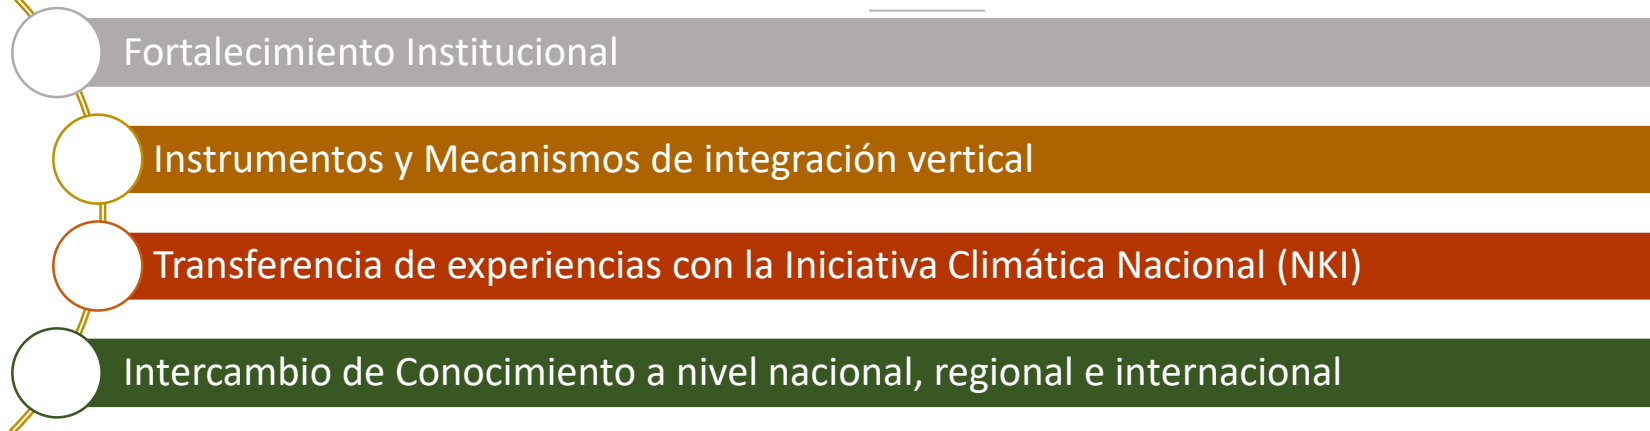 Fortalecimiento Institucional
Instrumentos y Mecanismos de integración vertical
Transferencia de experiencias con la Iniciativa Climática Nacional (NKI)
Intercambio de Conocimiento a nivel nacional, regional e internacional